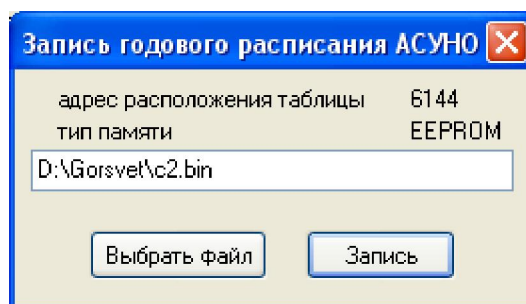 Запись годового расписания АСУНО
адрес расположения таблицы 6144
тип памяти EEPROM
D:\Gorsvet\c2.bin
Выбрать файл Запись